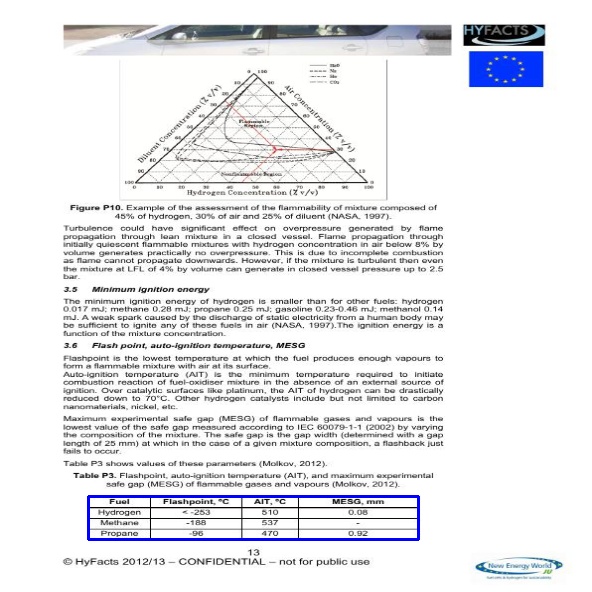 HYFACTS
H₂O
N₂
He
CO₂
Air Concentration (% v/v)
Diluent Concentration (% v/v)
Flammable
Region
Nonflammable Region
100 90 80 70 60 50 40 30 20 10 0
Hydrogen Concentration (% v/v)
Figure P10. Example of the assessment of the flammability of mixture composed of
45% of hydrogen, 30% of air and 25% of diluent (NASA, 1997).
Turbulence could have significant effect on overpressure generated by flame
propagation through lean mixture in a closed vessel. Flame propagation through
initially quiescent flammable mixtures with hydrogen concentration in air below 8% by
volume generates practically no overpressure. This is due to incomplete combustion
as flame cannot propagate downwards. However, if the mixture is turbulent then even
the mixture at LFL of 4% by volume can generate in closed vessel pressure up to 2.5
bar.
3.5 Minimum ignition energy
The minimum ignition energy of hydrogen is smaller than for other fuels: hydrogen
0.017 mJ; methane 0.28 mJ; propane 0.25 mJ; gasoline 0.23-0.46 mJ; methanol 0.14
mJ. A weak spark caused by the discharge of static electricity from a human body may
be sufficient to ignite any of these fuels in air (NASA, 1997).The ignition energy is a
function of the mixture concentration.
3.6 Flash point, auto-ignition temperature, MESG
Flashpoint is the lowest temperature at which the fuel produces enough vapours to
form a flammable mixture with air at its surface.
Auto-ignition temperature (AIT) is the minimum temperature required to initiate
combustion reaction of fuel-oxidiser mixture in the absence of an external source of
ignition. Over catalytic surfaces like platinum, the AIT of hydrogen can be drastically
reduced down to 70°C. Other hydrogen catalysts include but not limited to carbon
nanomaterials, nickel, etc.
Maximum experimental safe gap (MESG) of flammable gases and vapours is the
lowest value of the safe gap measured according to IEC 60079-1-1 (2002) by varying
the composition of the mixture. The safe gap is the gap width (determined with a gap
length of 25 mm) at which in the case of a given mixture composition, a flashback just
fails to occur.
Table P3 shows values of these parameters (Molkov, 2012).
Table P3. Flashpoint, auto-ignition temperature (AIT), and maximum experimental
safe gap (MESG) of flammable gases and vapours (Molkov, 2012).
Fuel Flashpoint, ºC AIT, ºC MESG, mm
Hydrogen < -253 510 0.08
Methane -188 537 -
Propane -96 470 0.92
13
© HyFacts 2012/13 – CONFIDENTIAL – not for public use
New Energy World
JU
fuel cells & hydrogen for sustainability